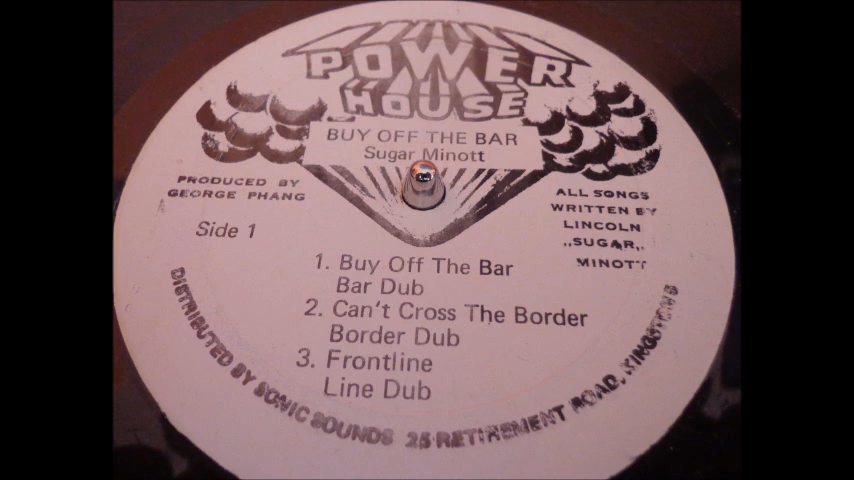 POWER
HOUSE
BUY OFF THE BAR
Sugar Minott
PRODUCED BY
GEORGE PHANG
ALL SONGS
WRITTEN BY
LINCOLN
,,SUGAR,,
MINOTT
Side 1
1. Buy Off The Bar
Bar Dub
2. Can't Cross The Border
Border Dub
3. Frontline
Line Dub
DISTRIBUTED BY SONIC SOUNDS 25 RETIREMENT ROAD, KINGSTON 5